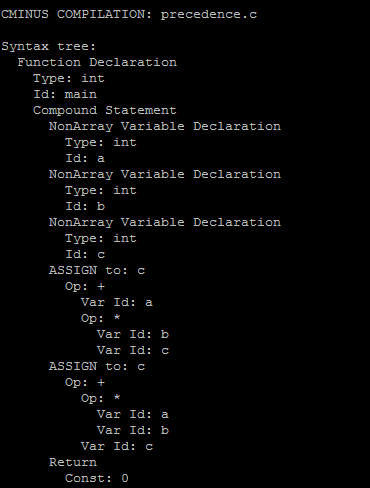 CMINUS COMPILATION: precedence.c
Syntax tree:
Function Declaration
Type: int
Id: main
Compound Statement
NonArray Variable Declaration
Type: int
Id: a
NonArray Variable Declaration
Type: int
Id: b
NonArray Variable Declaration
Type: int
Id: c
ASSIGN to: c
Op: +
Var Id: a
Op: *
Var Id: b
Var Id: c
ASSIGN to: c
Op: +
Op: *
Var Id: a
Var Id: b
Var Id: c
Return
Const: 0